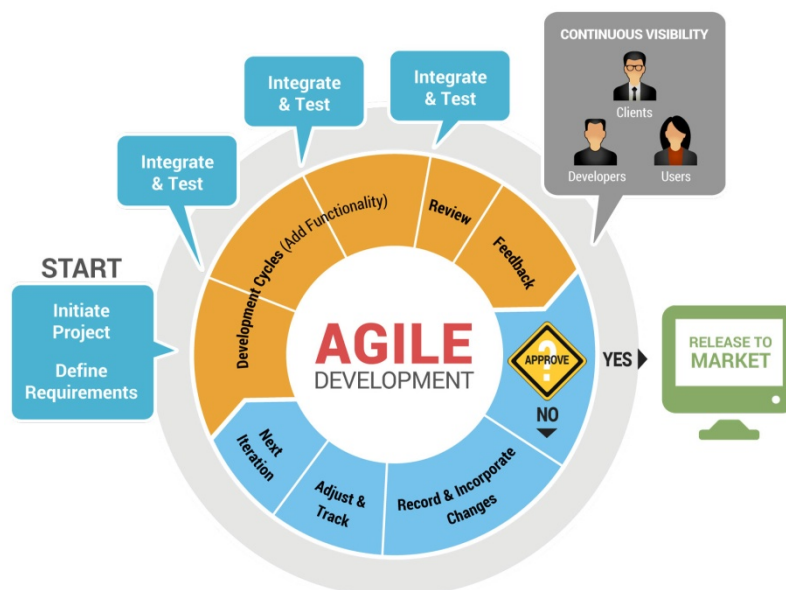 START
Initiate
Project
Define
Requirements
Integrate
& Test
Integrate
& Test
Integrate
& Test
CONTINUOUS VISIBILITY
Clients
Developers
Users
Development Cycles (Add Functionality)
Review
Feedback
AGILE
DEVELOPMENT
?
APPROVE
YES
RELEASE TO
MARKET
NO
Record & Incorporate
Changes
Adjust &
Track
Next
Iteration